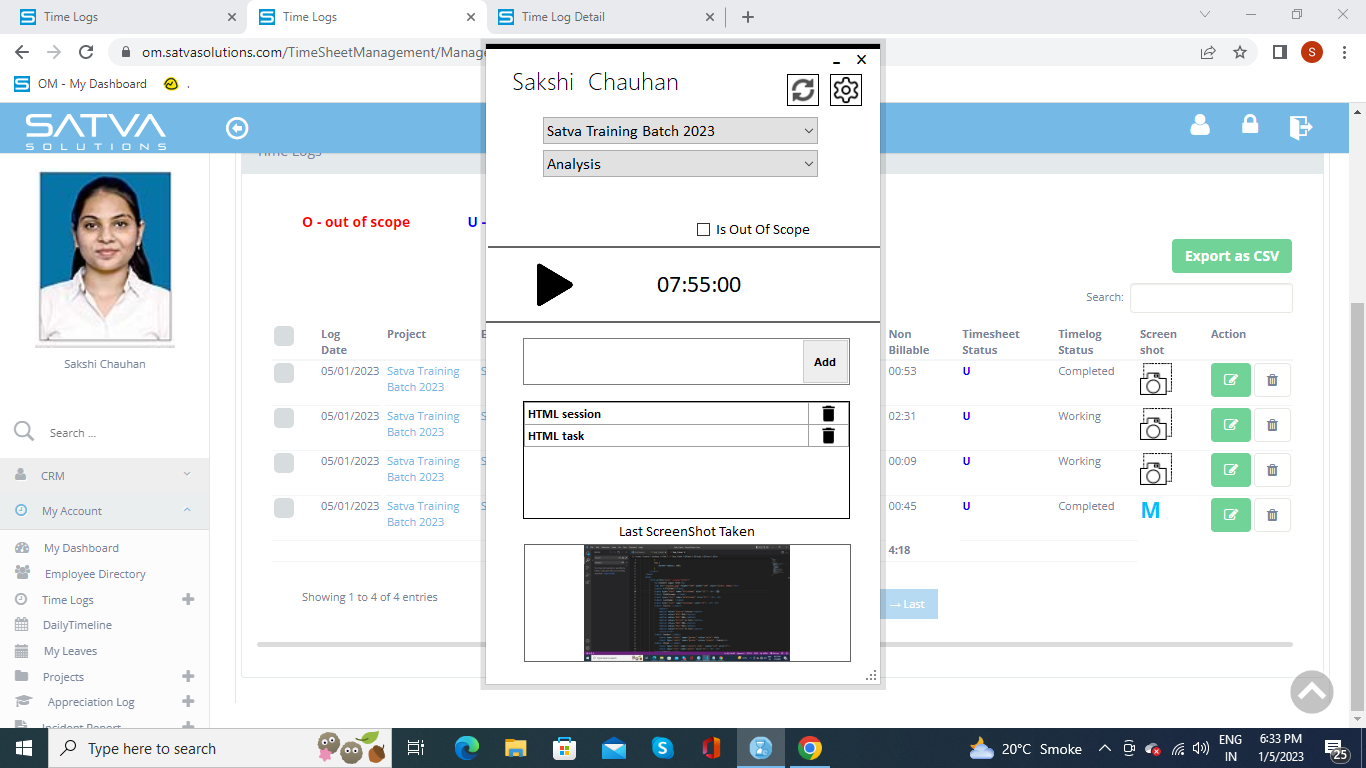 Time Logs
Time Logs
Time Log Detail
om.satvasolutions.com/TimeSheetManagement/Manage
S
OM - My Dashboard
.
SATVA
SOLUTIONS
Sakshi Chauhan
Search ...
CRM
My Account
My Dashboard
Employee Directory
Time Logs
DailyTimeline
My Leaves
Projects
Appreciation Log
Incident Report
Time Logs
O - out of scope
U -
Export as CSV
Search:
Log Date
Project
Non Billable
Timesheet Status
Timelog Status
Screen shot
Action
05/01/2023 Satva Training Batch 2023 S 00:53 U Completed
05/01/2023 Satva Training Batch 2023 S 02:31 U Working
05/01/2023 Satva Training Batch 2023 S 00:09 U Working
05/01/2023 Satva Training Batch 2023 S 00:45 U Completed M
4:18
Showing 1 to 4 of 4 entries
→ Last
Sakshi Chauhan
Satva Training Batch 2023
Analysis
Is Out Of Scope
07:55:00
Add
HTML session
HTML task
Last ScreenShot Taken
Type here to search
20°C Smoke
ENG
IN
6:33 PM
1/5/2023
25